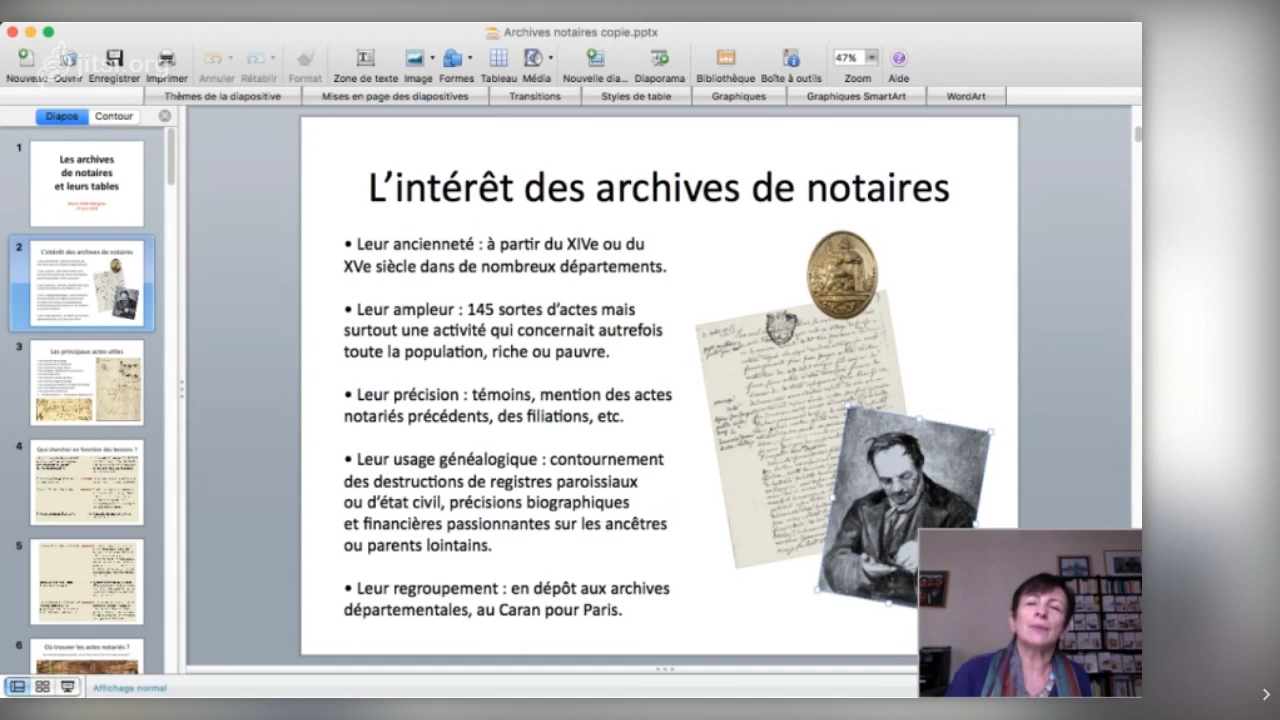 Archives notaires copie.pptx
jitsi.org
Nouveau Ouvrir Enregistrer Imprimer Annuler Rétablir Format Zone de texte Image Formes Tableau Média Nouvelle dia... Diaporama Bibliothèque Boîte à outils Zoom Aide
47%
Thèmes de la diapositive Mises en page des diapositives Transitions Styles de table Graphiques Graphiques SmartArt WordArt
Diapos Contour
1
Les archives
de notaires
et leurs tables
2
L'intérêt des archives de notaires
3
Les principaux actes utiles
4
Que chercher en fonction des besoins ?
5
6
Où trouver les actes notariés ?
L'intérêt des archives de notaires
• Leur ancienneté : à partir du XIVe ou du
XVe siècle dans de nombreux départements.
• Leur ampleur : 145 sortes d'actes mais
surtout une activité qui concernait autrefois
toute la population, riche ou pauvre.
• Leur précision : témoins, mention des actes
notariés précédents, des filiations, etc.
• Leur usage généalogique : contournement
des destructions de registres paroissiaux
ou d'état civil, précisions biographiques
et financières passionnantes sur les ancêtres
ou parents lointains.
• Leur regroupement : en dépôt aux archives
départementales, au Caran pour Paris.
Affichage normal